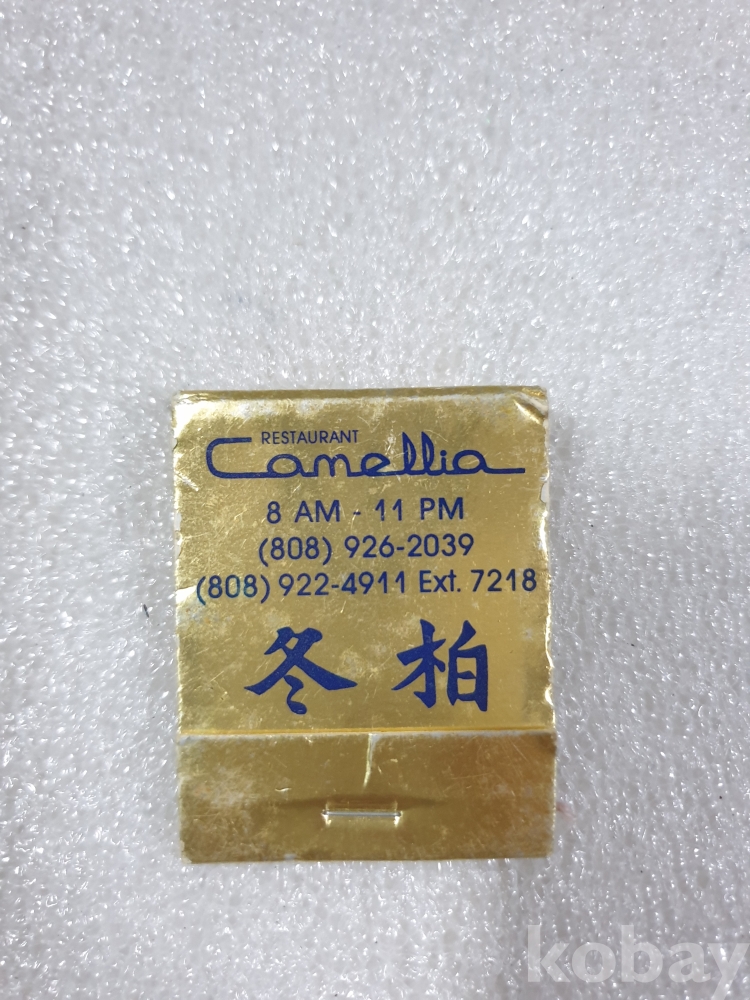 RESTAURANT
Camellia
8 AM - 11 PM
(808) 926-2039
(808) 922-4911 Ext. 7218
冬柏
kobay